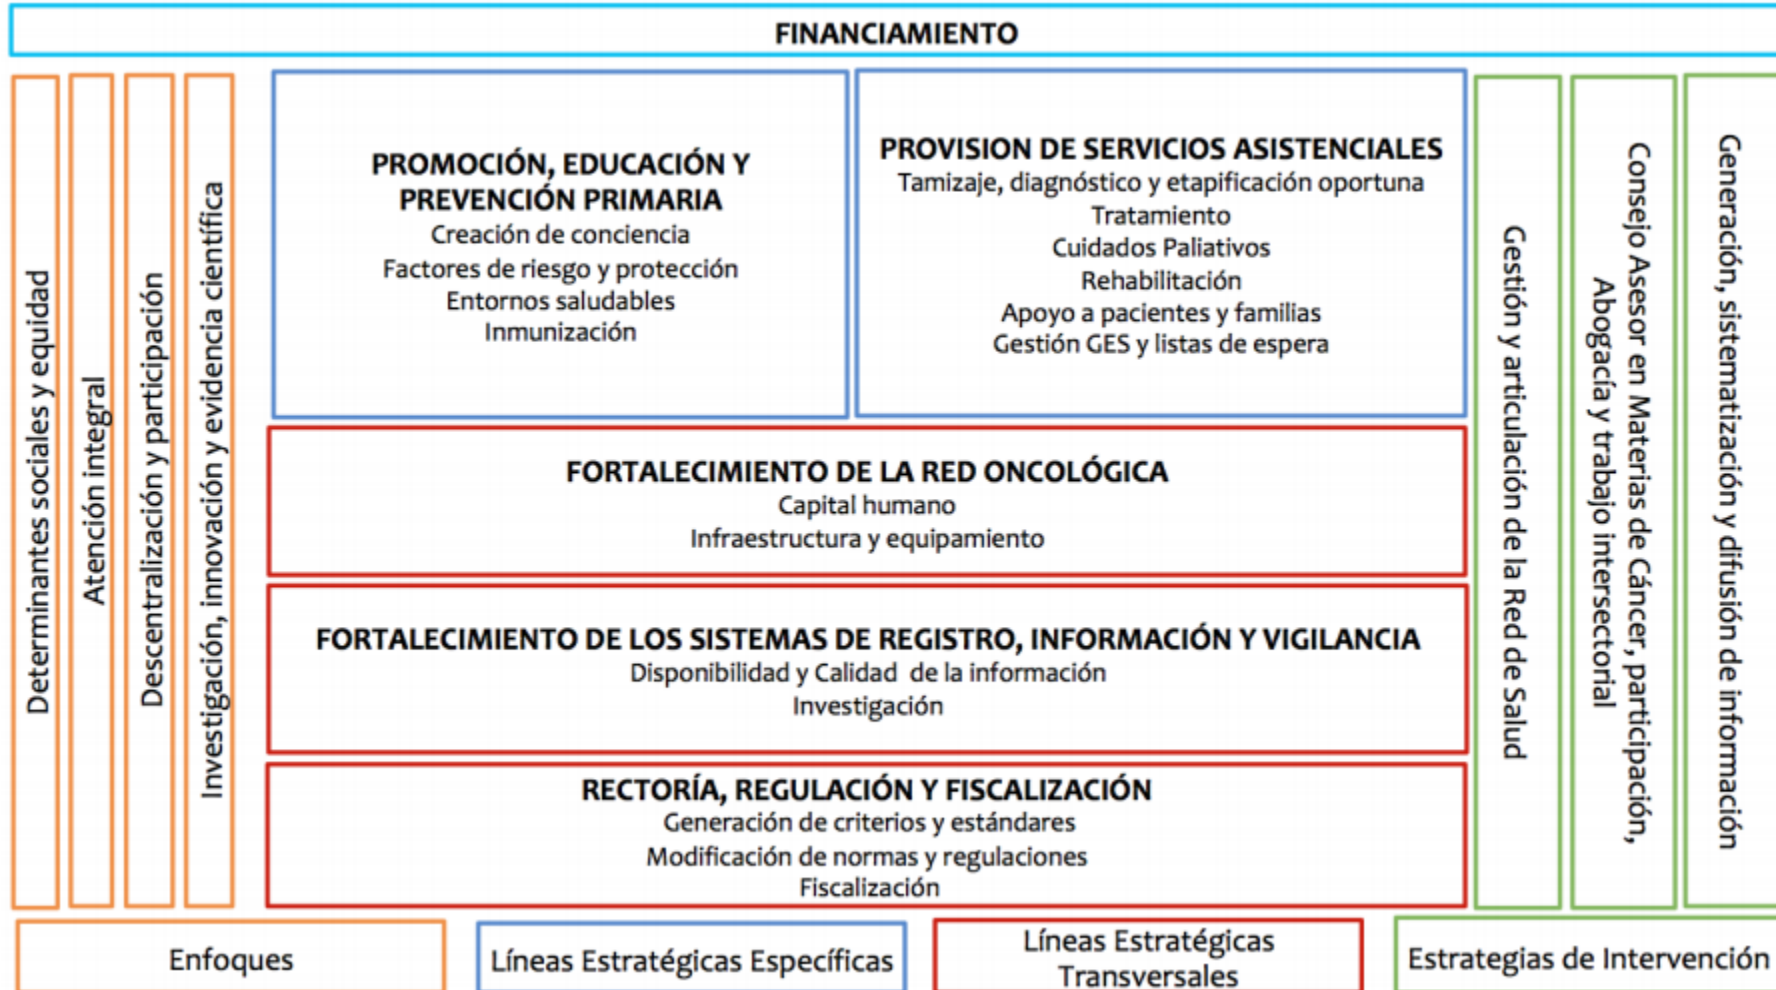 FINANCIAMIENTO
Determinantes sociales y equidad
Atención integral
Descentralización y participación
Investigación, innovación y evidencia científica
PROMOCIÓN, EDUCACIÓN Y
PREVENCIÓN PRIMARIA
Creación de conciencia
Factores de riesgo y protección
Entornos saludables
Inmunización
PROVISION DE SERVICIOS ASISTENCIALES
Tamizaje, diagnóstico y etapificación oportuna
Tratamiento
Cuidados Paliativos
Rehabilitación
Apoyo a pacientes y familias
Gestión GES y listas de espera
FORTALECIMIENTO DE LA RED ONCOLÓGICA
Capital humano
Infraestructura y equipamiento
FORTALECIMIENTO DE LOS SISTEMAS DE REGISTRO, INFORMACIÓN Y VIGILANCIA
Disponibilidad y Calidad de la información
Investigación
RECTORÍA, REGULACIÓN Y FISCALIZACIÓN
Generación de criterios y estándares
Modificación de normas y regulaciones
Fiscalización
Gestión y articulación de la Red de Salud
Consejo Asesor en Materias de Cáncer, participación,
Abogacía y trabajo intersectorial
Generación, sistematización y difusión de información
Enfoques
Líneas Estratégicas Específicas
Líneas Estratégicas
Transversales
Estrategias de Intervención